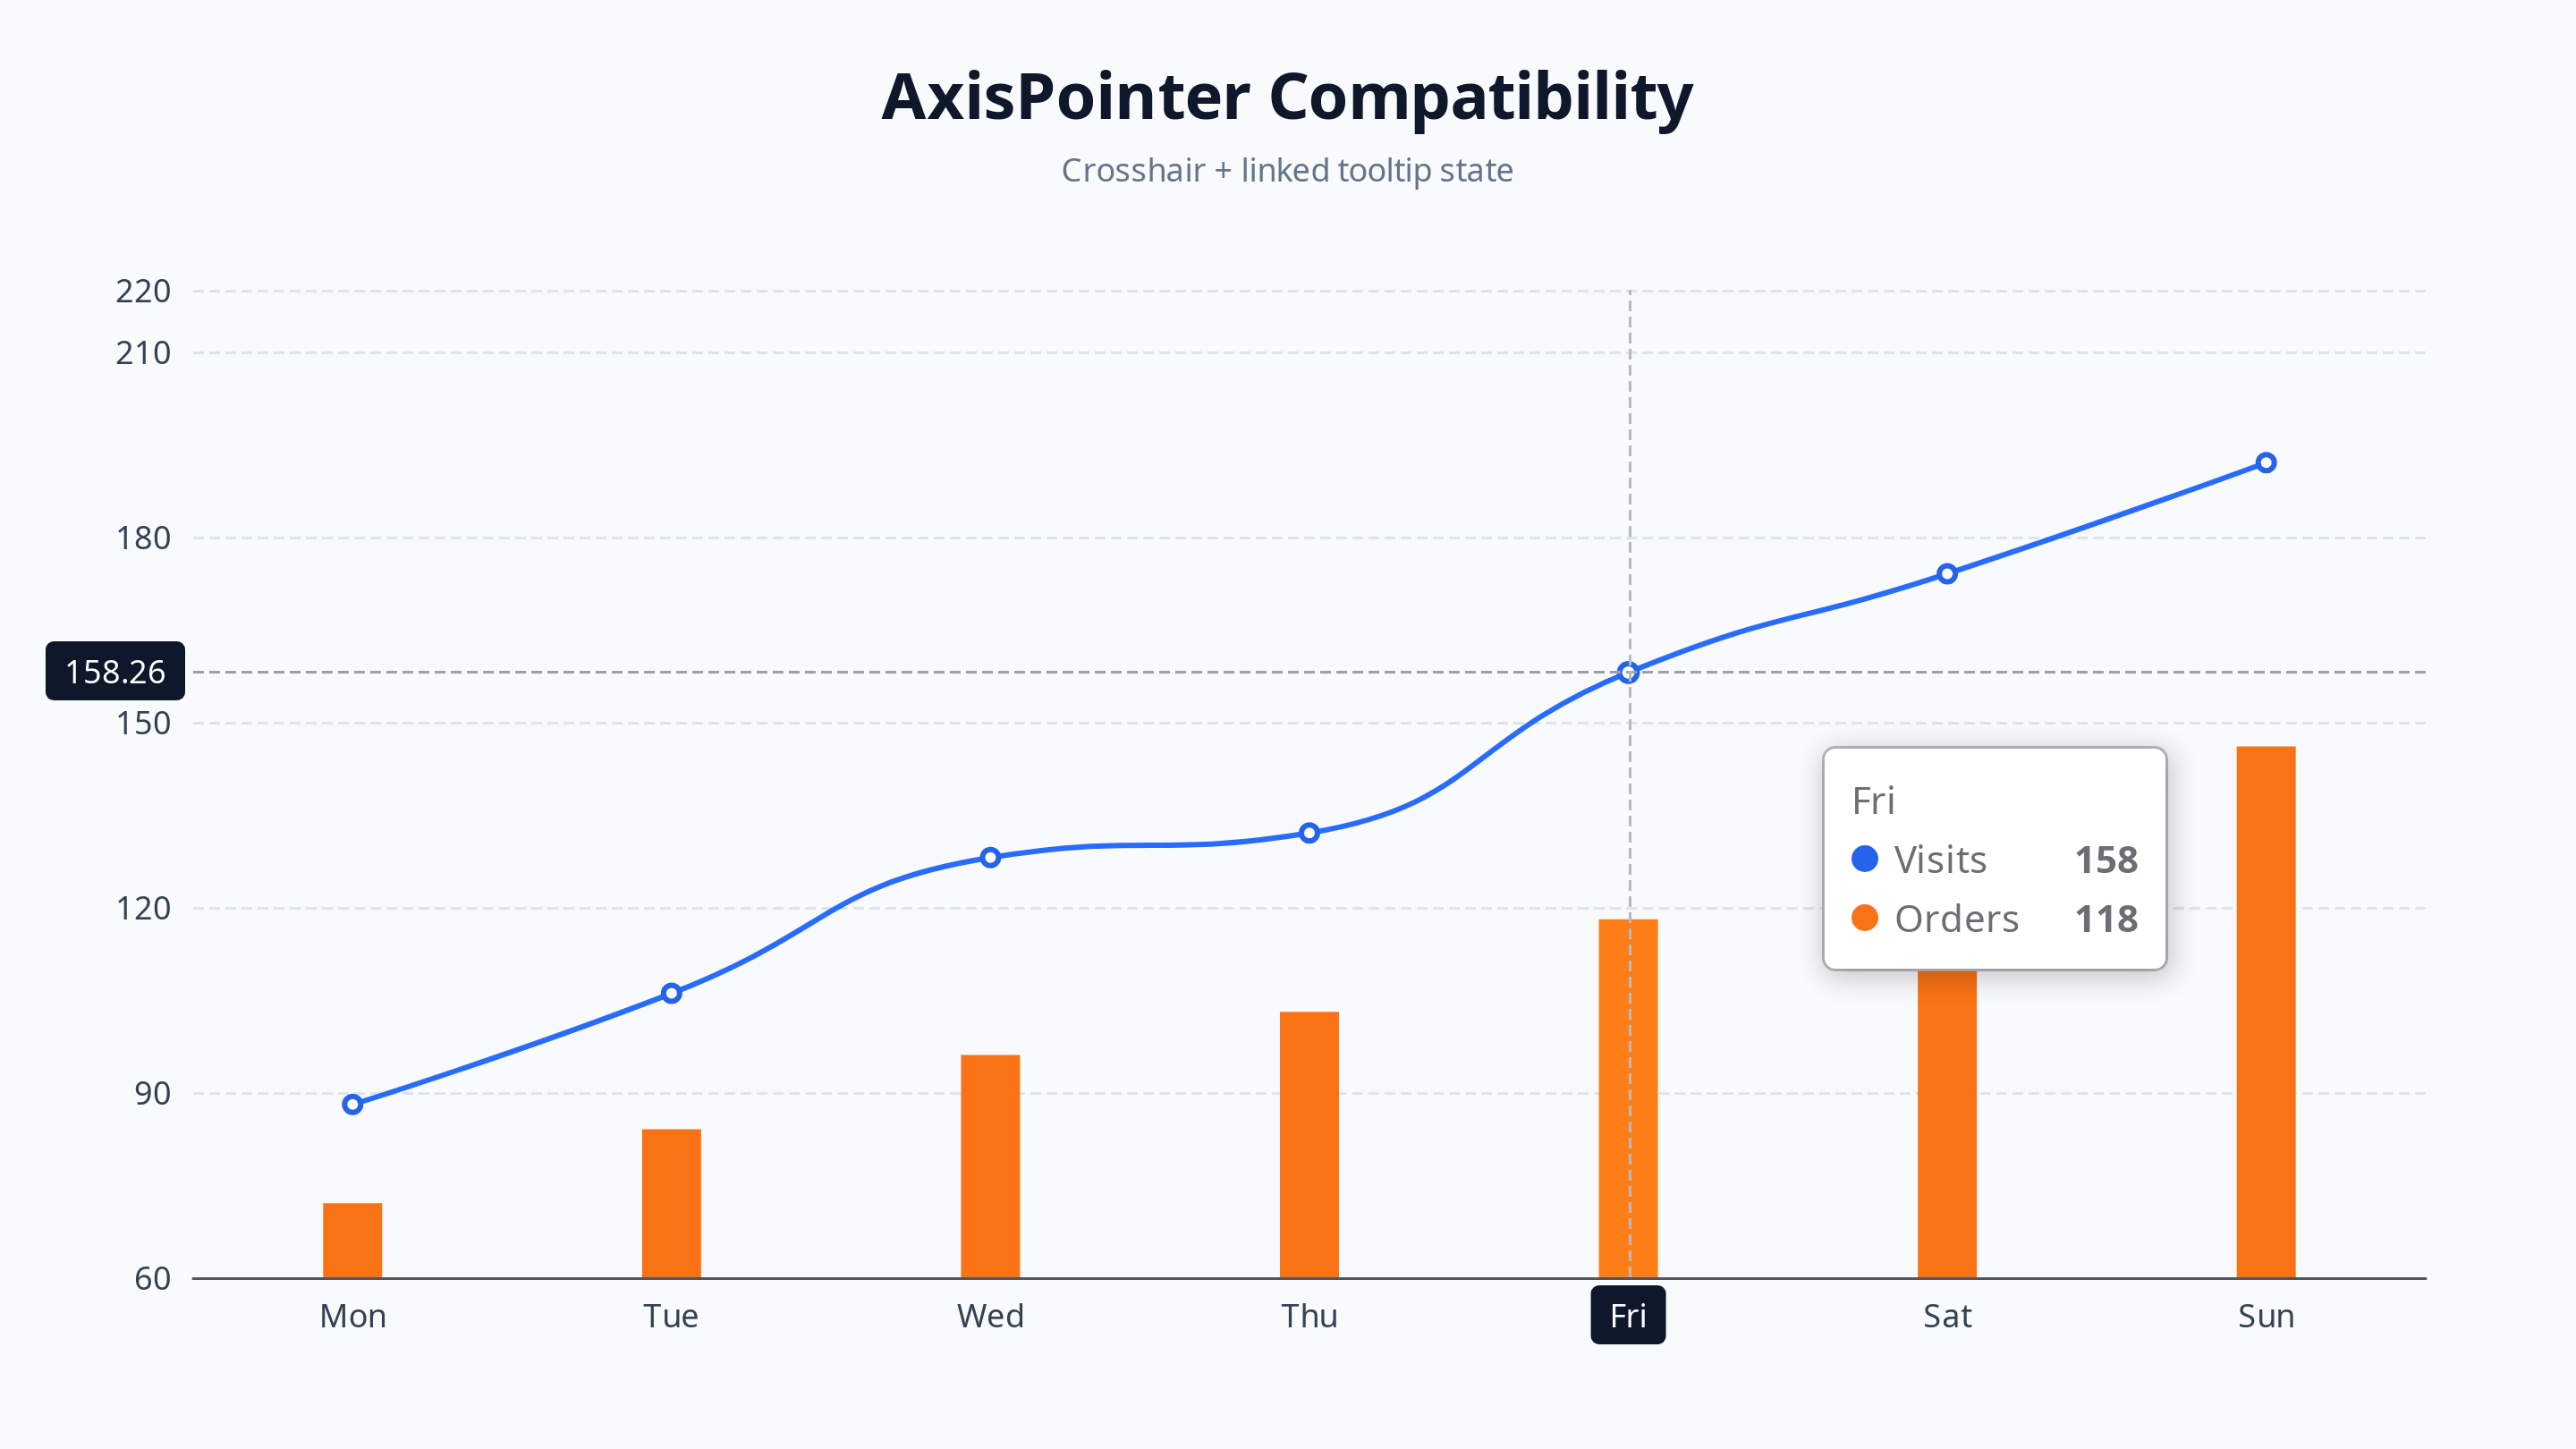 AxisPointer Compatibility
Crosshair + linked tooltip state
220
210
180
158.26
150
120
90
60
Fri
Visits 158
Orders 118
Mon Tue Wed Thu Fri Sat Sun